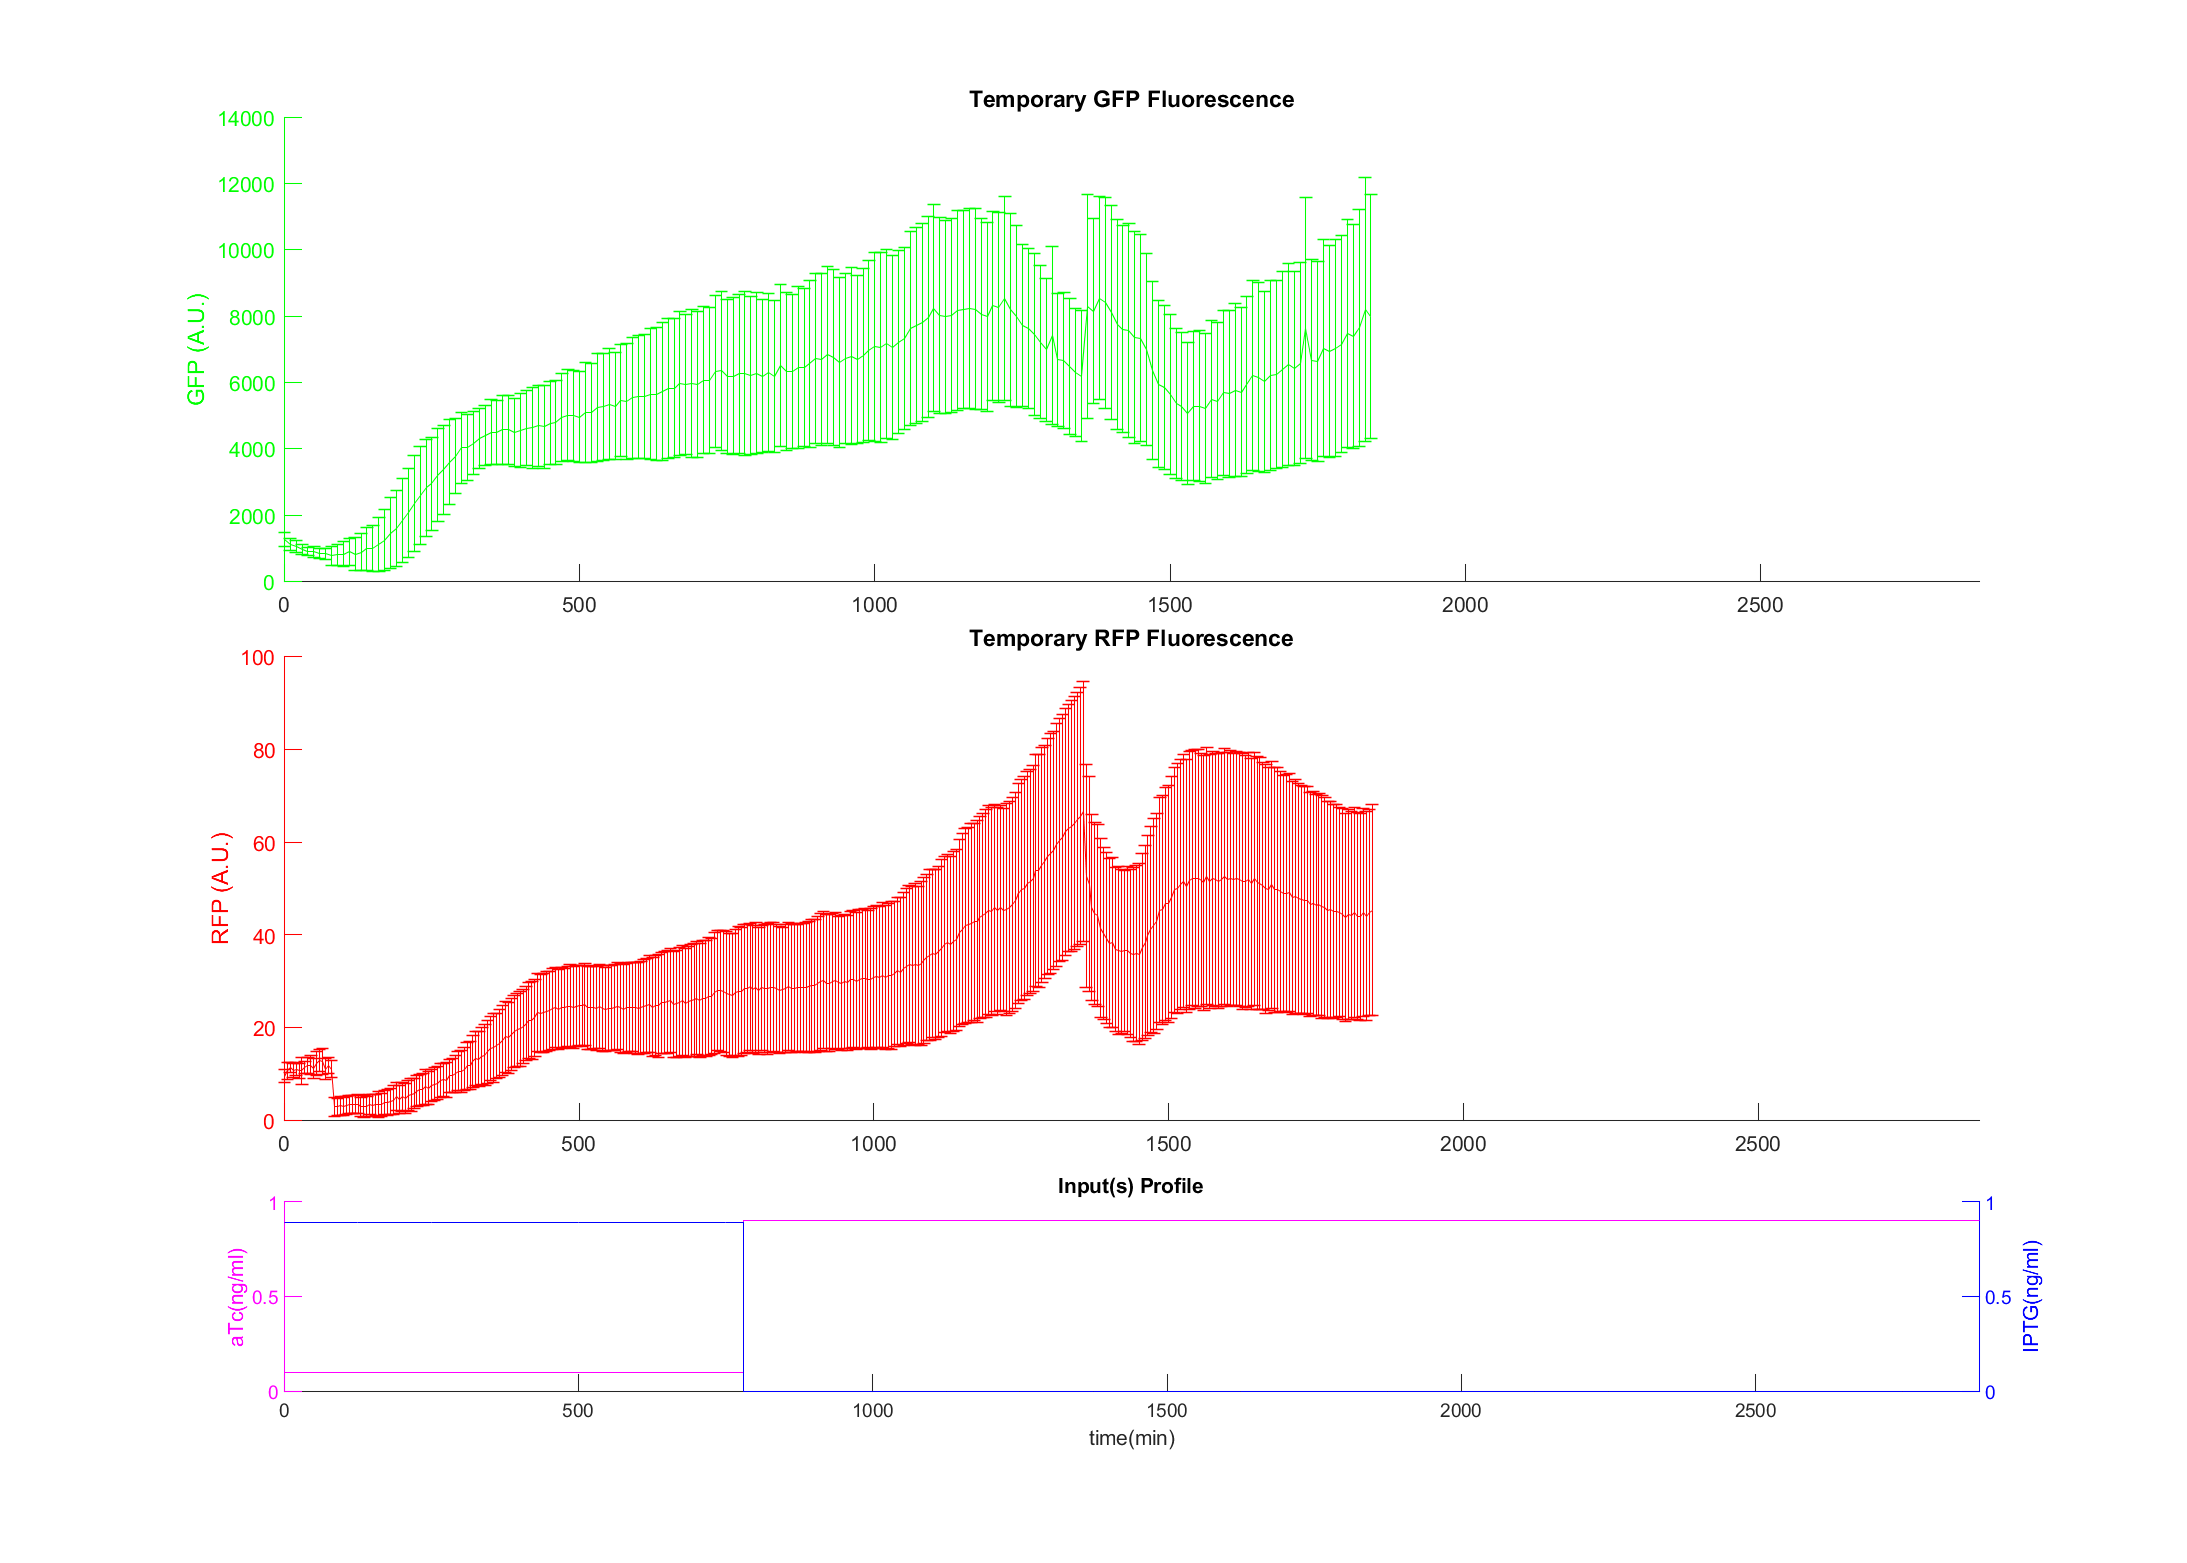 Temporary GFP Fluorescence
14000
12000
10000
8000
6000
4000
2000
0
GFP (A.U.)
0 500 1000 1500 2000 2500
Temporary RFP Fluorescence
100
80
60
40
20
0
RFP (A.U.)
0 500 1000 1500 2000 2500
Input(s) Profile
1
0.5
0
aTc(ng/ml)
1
0.5
0
IPTG(ng/ml)
0 500 1000 1500 2000 2500
time(min)